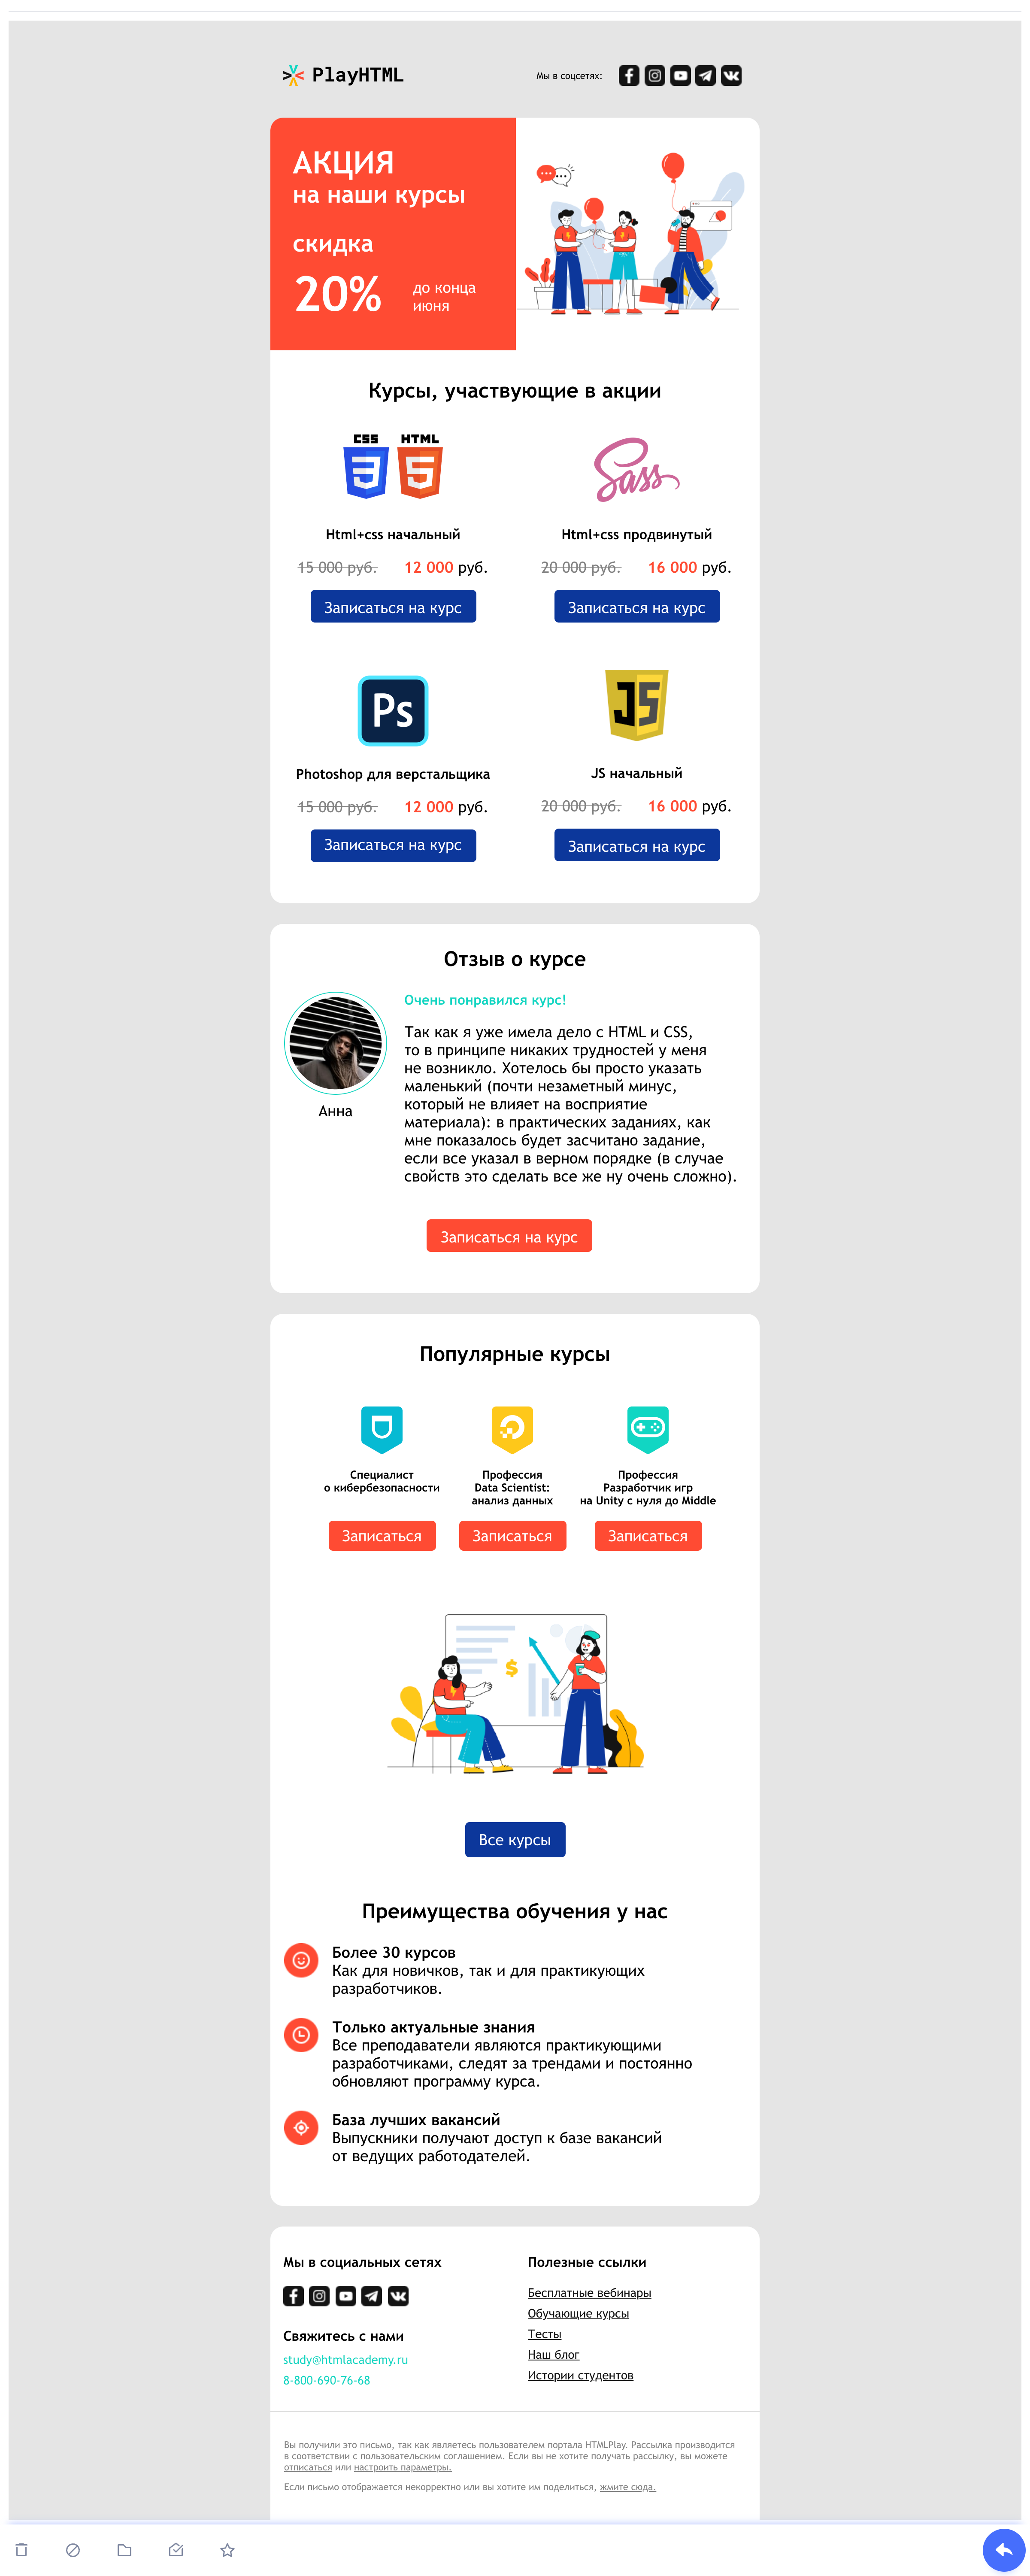 PlayHTML
Мы в соцсетях:
АКЦИЯ
на наши курсы
скидка
20%
до конца
июня
Курсы, участвующие в акции
CSS HTML
3 5
Sass
Html+css начальный
15 000 руб. 12 000 руб.
Записаться на курс
Html+css продвинутый
20 000 руб. 16 000 руб.
Записаться на курс
Ps
JS
Photoshop для верстальщика
15 000 руб. 12 000 руб.
Записаться на курс
JS начальный
20 000 руб. 16 000 руб.
Записаться на курс
Отзыв о курсе
Анна
Очень понравился курс!
Так как я уже имела дело с HTML и CSS,
то в принципе никаких трудностей у меня
не возникло. Хотелось бы просто указать
маленький (почти незаметный минус,
который не влияет на восприятие
материала): в практических заданиях, как
мне показалось будет засчитано задание,
если все указал в верном порядке (в случае
свойств это сделать все же ну очень сложно).
Записаться на курс
Популярные курсы
Специалист
о кибербезопасности
Записаться
Профессия
Data Scientist:
анализ данных
Записаться
Профессия
Разработчик игр
на Unity с нуля до Middle
Записаться
$
Все курсы
Преимущества обучения у нас
Более 30 курсов
Как для новичков, так и для практикующих
разработчиков.
Только актуальные знания
Все преподаватели являются практикующими
разработчиками, следят за трендами и постоянно
обновляют программу курса.
База лучших вакансий
Выпускники получают доступ к базе вакансий
от ведущих работодателей.
Мы в социальных сетях
Свяжитесь с нами
study@htmlacademy.ru
8-800-690-76-68
Полезные ссылки
Бесплатные вебинары
Обучающие курсы
Тесты
Наш блог
Истории студентов
Вы получили это письмо, так как являетесь пользователем портала HTMLPlay. Рассылка производится
в соответствии с пользовательским соглашением. Если вы не хотите получать рассылку, вы можете
отписаться или настроить параметры.
Если письмо отображается некорректно или вы хотите им поделиться, жмите сюда.